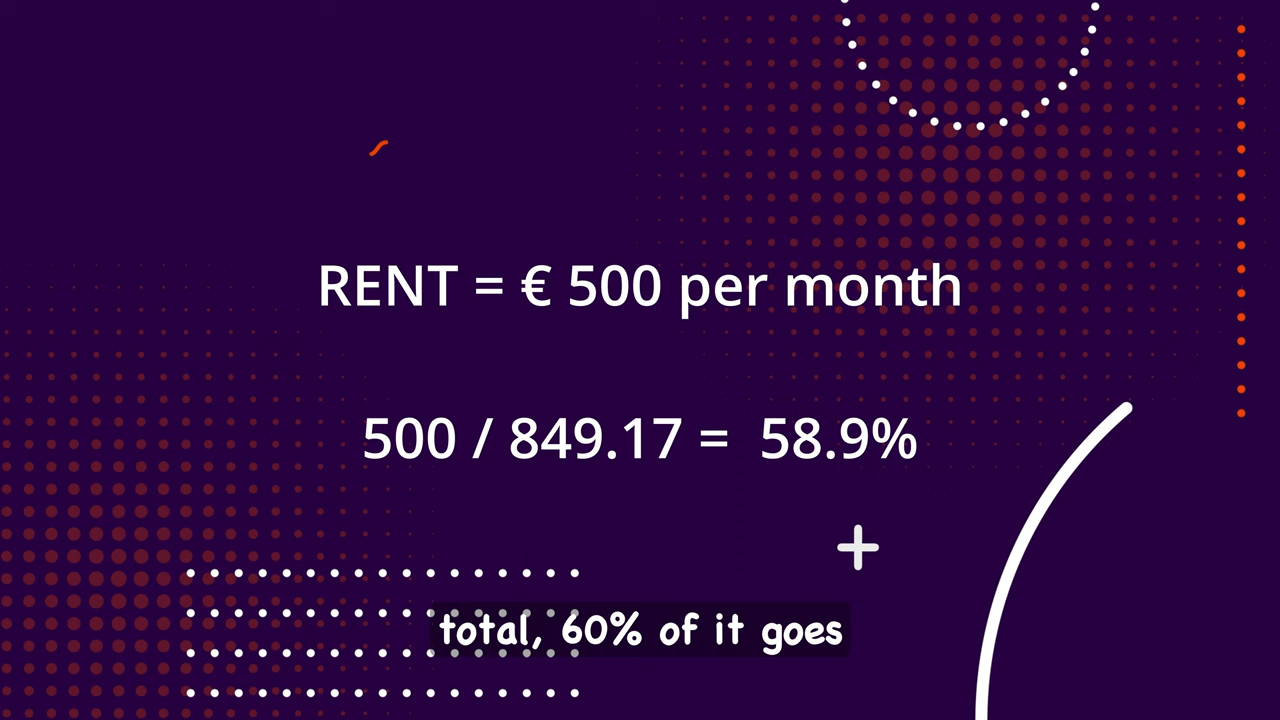 RENT = € 500 per month
500 / 849.17 = 58.9%
total, 60% of it goes